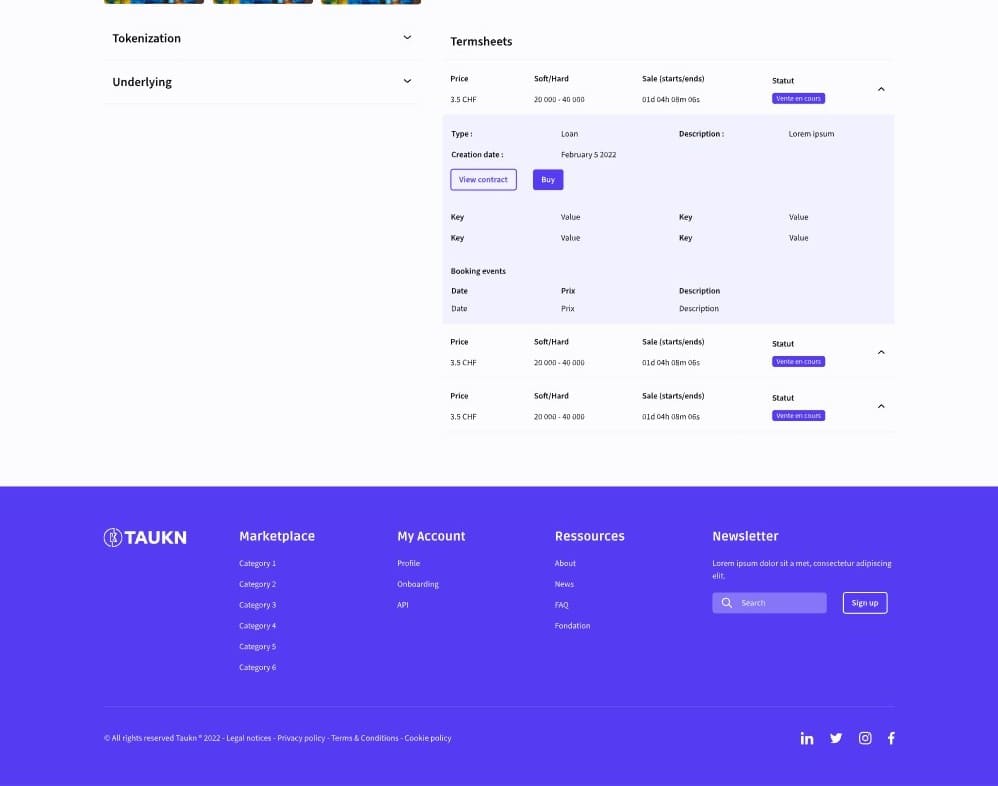 Tokenization
Underlying
Termsheets
Price Soft/Hard Sale (starts/ends) Statut
3.5 CHF 20 000 - 40 000 01d 04h 08m 06s Vente en cours
Type : Loan Description : Lorem ipsum
Creation date : February 5 2022
View contract Buy
Key Value Key Value
Key Value Key Value
Booking events
Date Prix Description
Date Prix Description
Price Soft/Hard Sale (starts/ends) Statut
3.5 CHF 20 000 - 40 000 01d 04h 08m 06s Vente en cours
Price Soft/Hard Sale (starts/ends) Statut
3.5 CHF 20 000 - 40 000 01d 04h 08m 06s Vente en cours
TAUKN
Marketplace
Category 1
Category 2
Category 3
Category 4
Category 5
Category 6
My Account
Profile
Onboarding
API
Ressources
About
News
FAQ
Fondation
Newsletter
Lorem ipsum dolor sit a met, consectetur adipiscing
elit.
Search Sign up
© All rights reserved Taukn ® 2022 - Legal notices - Privacy policy - Terms & Conditions - Cookie policy